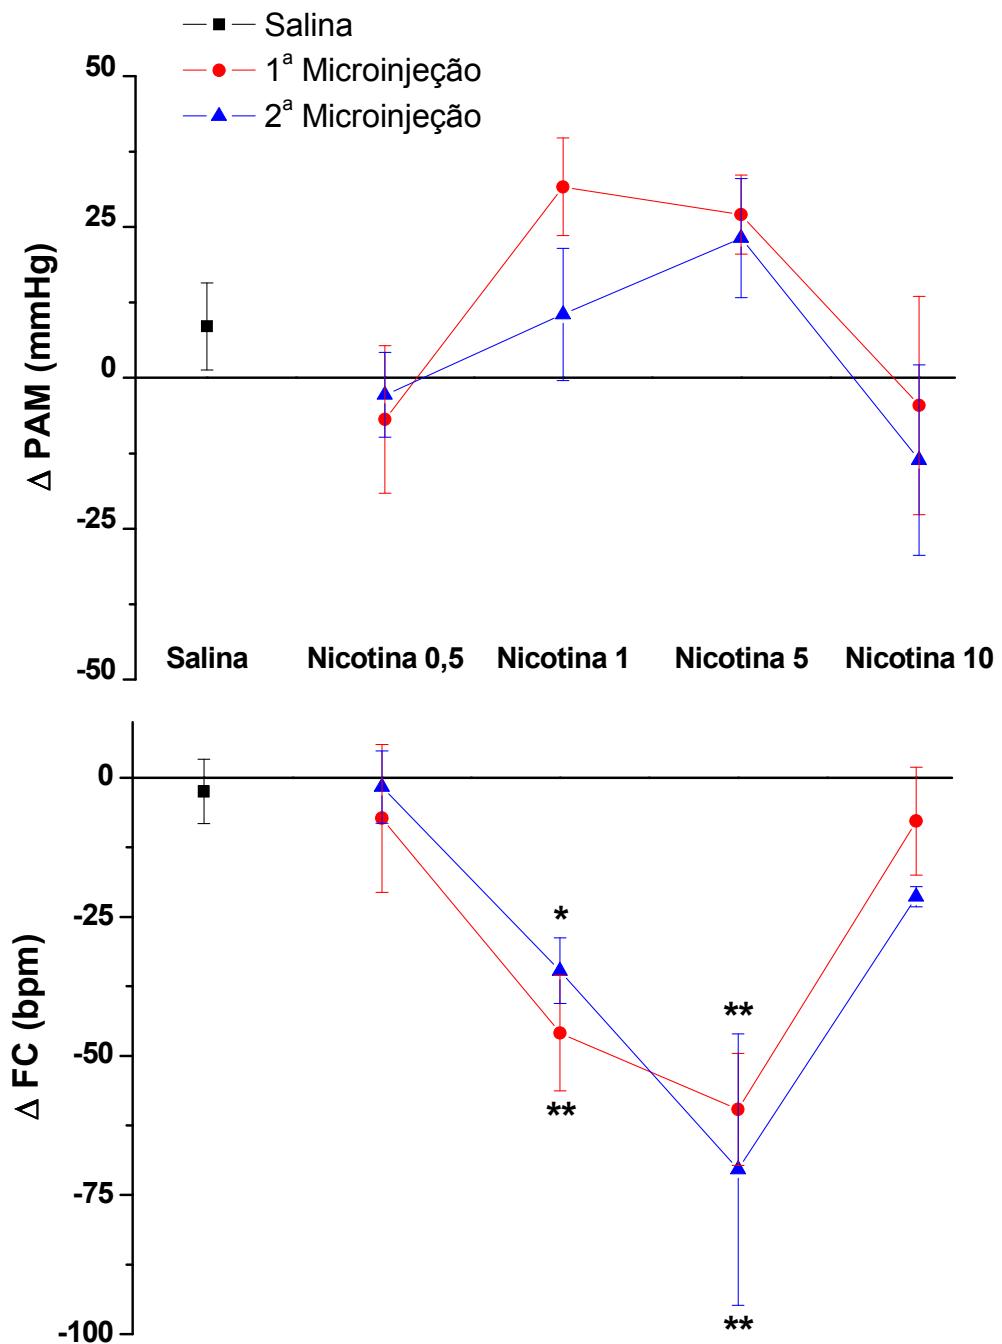 Salina
1ª Microinjeção
2ª Microinjeção
50
25
0
-25
-50
Δ PAM (mmHg)
Salina Nicotina 0,5 Nicotina 1 Nicotina 5 Nicotina 10
0
-25
-50
-75
-100
Δ FC (bpm)
*
**
**
**